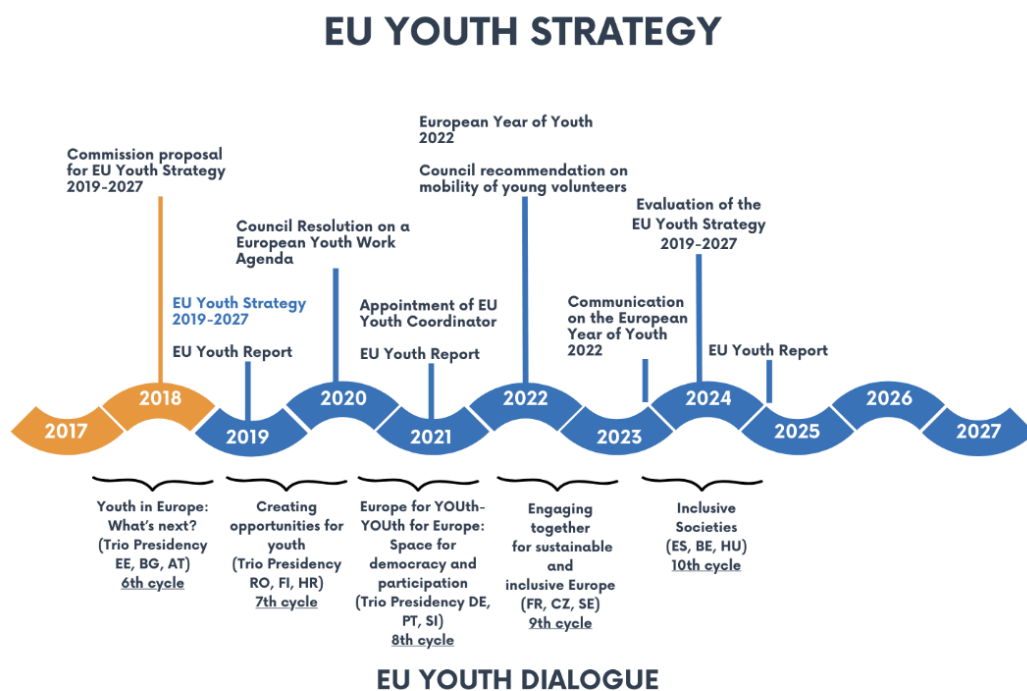 EU YOUTH STRATEGY
European Year of Youth
2022
Council recommendation on
mobility of young volunteers
Commission proposal
for EU Youth Strategy
2019-2027
Evaluation of the
EU Youth Strategy
2019-2027
Council Resolution on a
European Youth Work
Agenda
EU Youth Strategy
2019-2027
EU Youth Report
Appointment of EU
Youth Coordinator
EU Youth Report
Communication
on the European
Year of Youth
2022
EU Youth Report
2017
2018
2019
2020
2021
2022
2023
2024
2025
2026
2027
Youth in Europe:
What's next?
(Trio Presidency
EE, BG, AT)
6th cycle
Creating
opportunities for
youth
(Trio Presidency
RO, FI, HR)
7th cycle
Europe for YOUth-
YOUth for Europe:
Space for
democracy and
participation
(Trio Presidency DE,
PT, SI)
8th cycle
Engaging
together
for sustainable
and
inclusive Europe
(FR, CZ, SE)
9th cycle
Inclusive
Societies
(ES, BE, HU)
10th cycle
EU YOUTH DIALOGUE